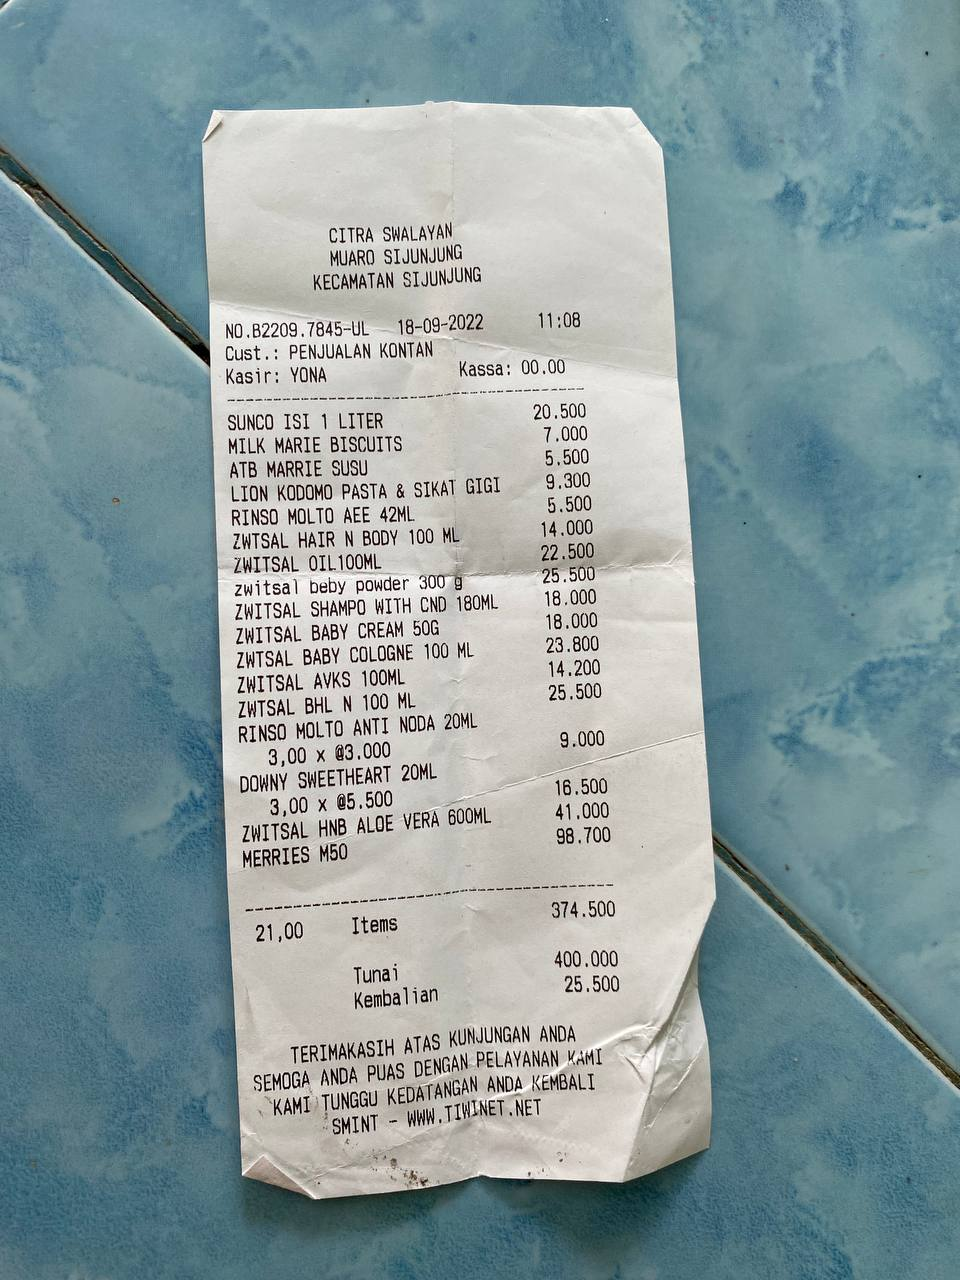 CITRA SWALAYAN
MUARO SIJUNJUNG
KECAMATAN SIJUNJUNG
NO.B2209.7845-UL 18-09-2022 11:08
Cust.: PENJUALAN KONTAN
Kasir: YONA Kassa: 00.00
SUNCO ISI 1 LITER 20.500
MILK MARIE BISCUITS 7.000
ATB MARRIE SUSU 5.500
LION KODOMO PASTA & SIKAT GIGI 9.300
RINSO MOLTO AEE 42ML 5.500
ZWTSAL HAIR N BODY 100 ML 14.000
ZWITSAL OIL100ML 22.500
zwitsal beby powder 300 g 25.500
ZWITSAL SHAMPO WITH CND 180ML 18.000
ZWITSAL BABY CREAM 50G 18.000
ZWTSAL BABY COLOGNE 100 ML 23.800
ZWITSAL AVKS 100ML 14.200
ZWTSAL BHL N 100 ML 25.500
RINSO MOLTO ANTI NODA 20ML
3,00 x @3.000 9.000
DOWNY SWEETHEART 20ML
3,00 x @5.500 16.500
ZWITSAL HNB ALOE VERA 600ML 41.000
MERRIES M50 98.700
21,00 Items 374.500
Tunai 400.000
Kembalian 25.500
TERIMAKASIH ATAS KUNJUNGAN ANDA
SEMOGA ANDA PUAS DENGAN PELAYANAN KAMI
KAMI TUNGGU KEDATANGAN ANDA KEMBALI
SMINT - WWW.TIWINET.NET